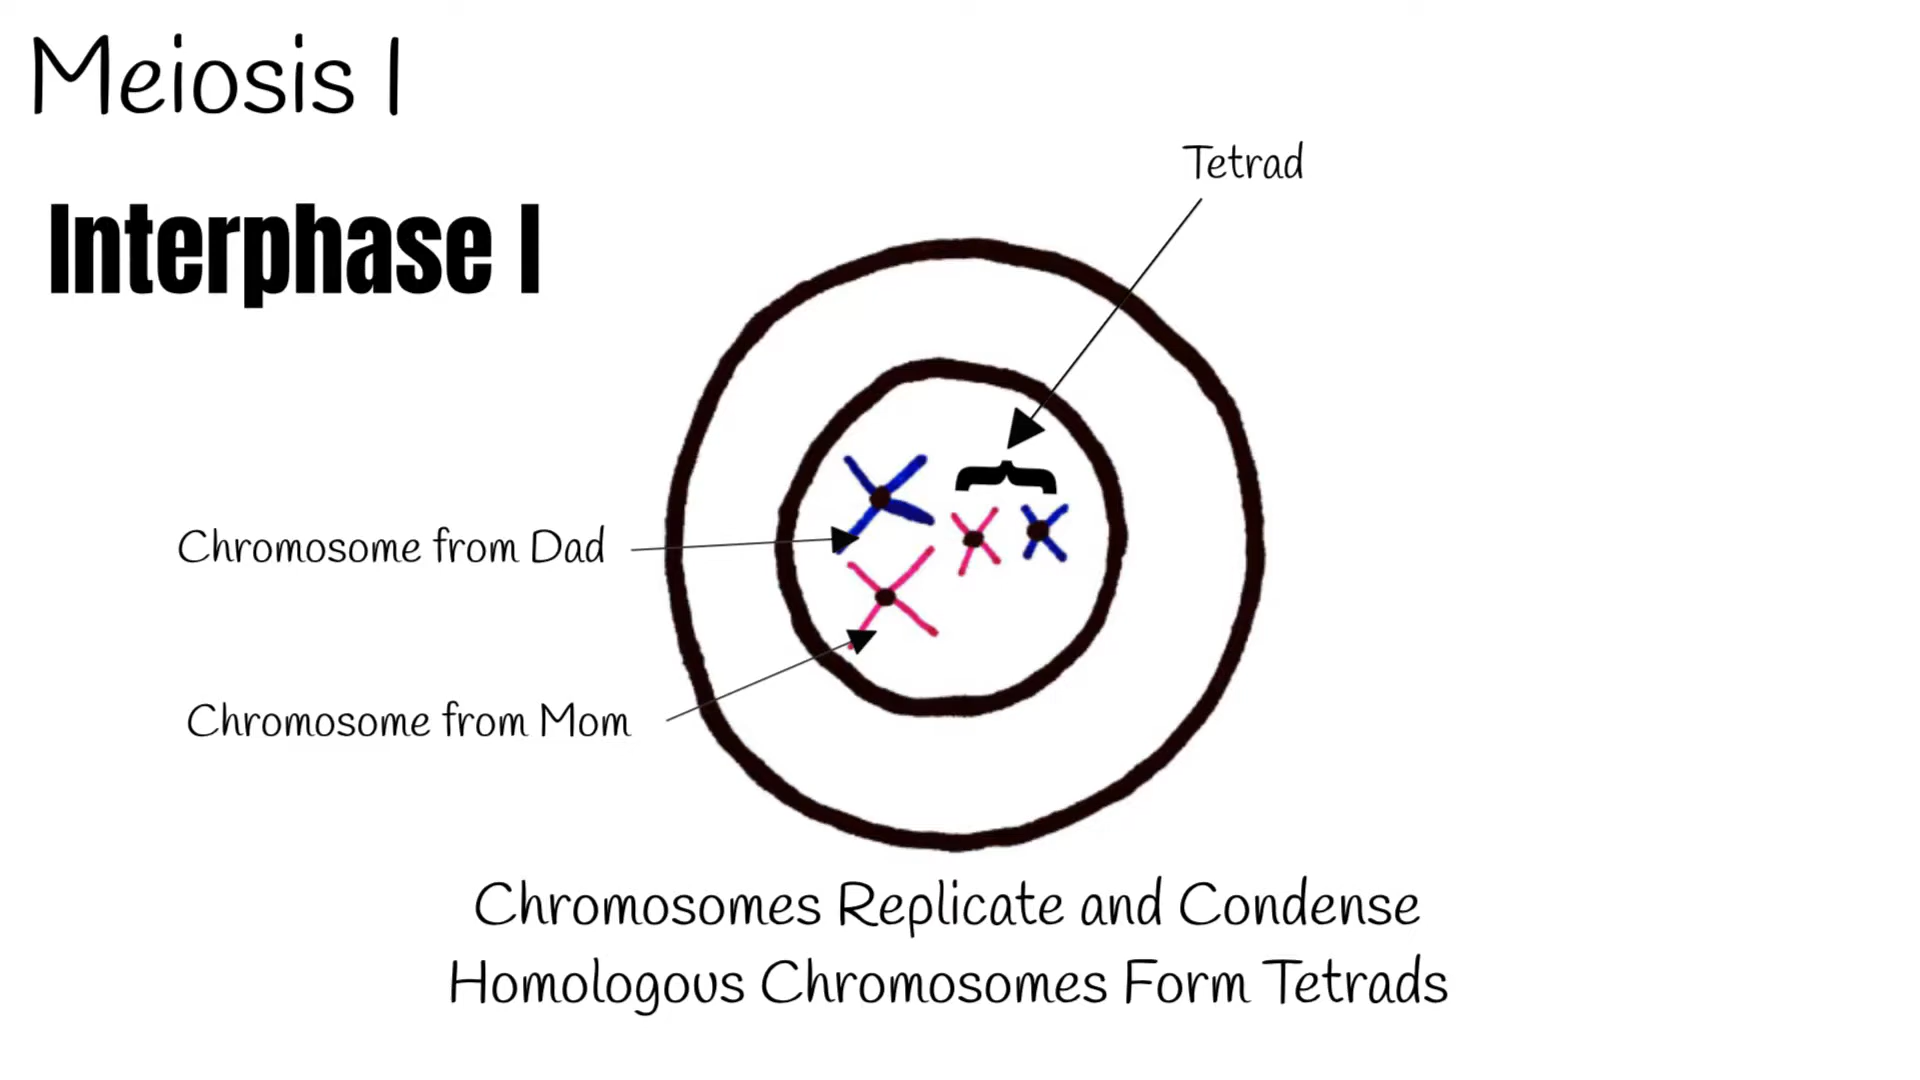 Meiosis I
Interphase I
Tetrad
Chromosome from Dad
Chromosome from Mom
Chromosomes Replicate and Condense
Homologous Chromosomes Form Tetrads